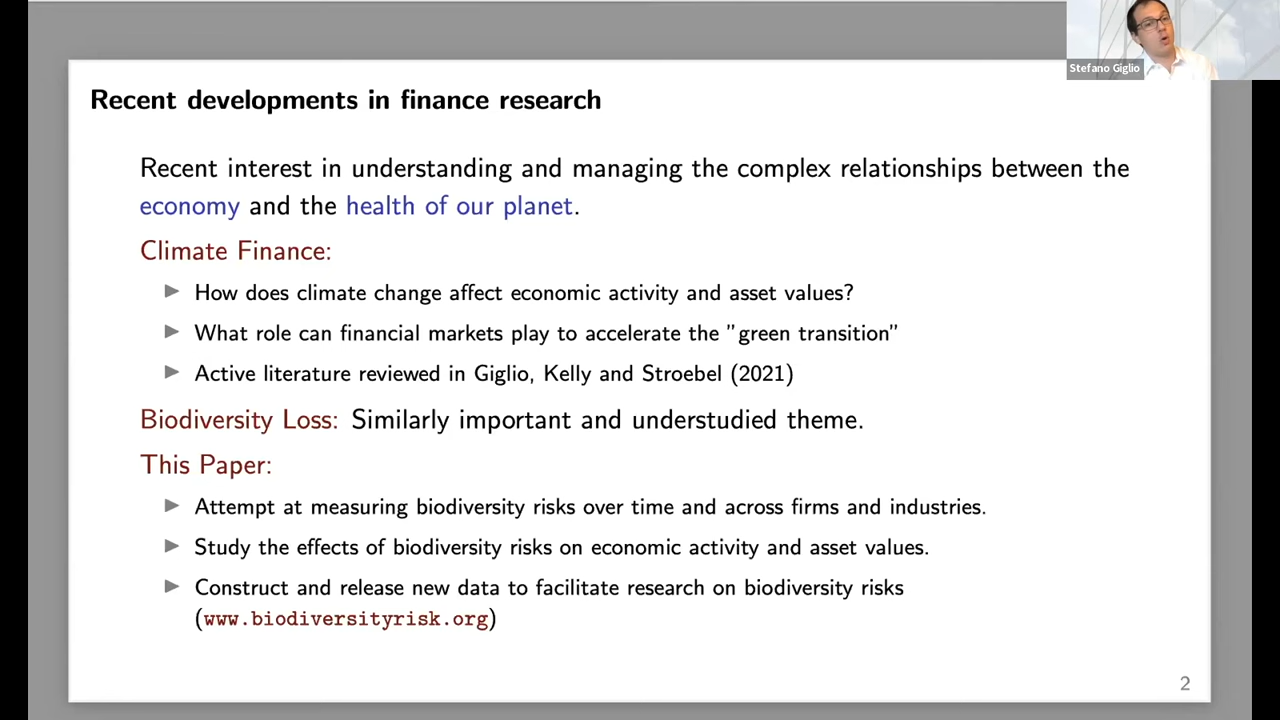 Stefano Giglio
Recent developments in finance research
Recent interest in understanding and managing the complex relationships between the
economy and the health of our planet.
Climate Finance:
How does climate change affect economic activity and asset values?
What role can financial markets play to accelerate the "green transition"
Active literature reviewed in Giglio, Kelly and Stroebel (2021)
Biodiversity Loss: Similarly important and understudied theme.
This Paper:
Attempt at measuring biodiversity risks over time and across firms and industries.
Study the effects of biodiversity risks on economic activity and asset values.
Construct and release new data to facilitate research on biodiversity risks
(www.biodiversityrisk.org)
2